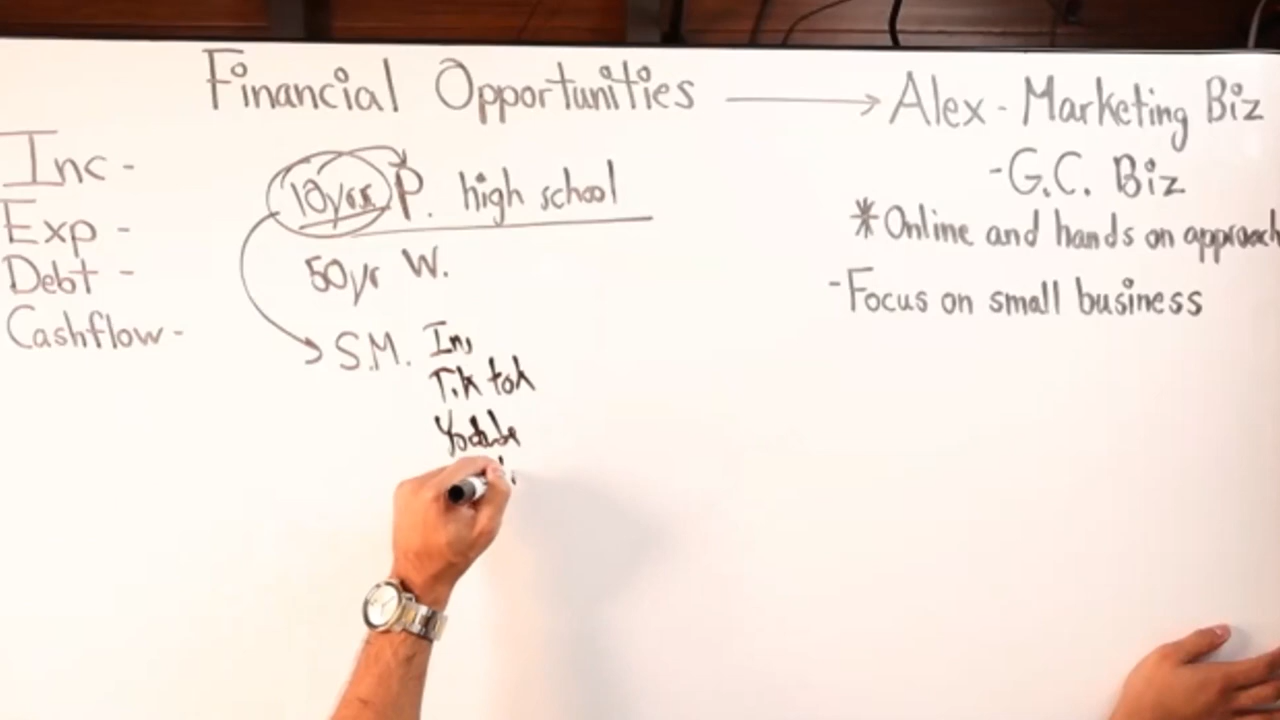 Financial Opportunities → Alex - Marketing Biz
- G.C. Biz
* Online and hands on approach
- Focus on small business
Inc -
Exp -
Debt -
Cashflow -
10yrs P. high school
50yr W.
S.M. In,
Tik tok
Youtube